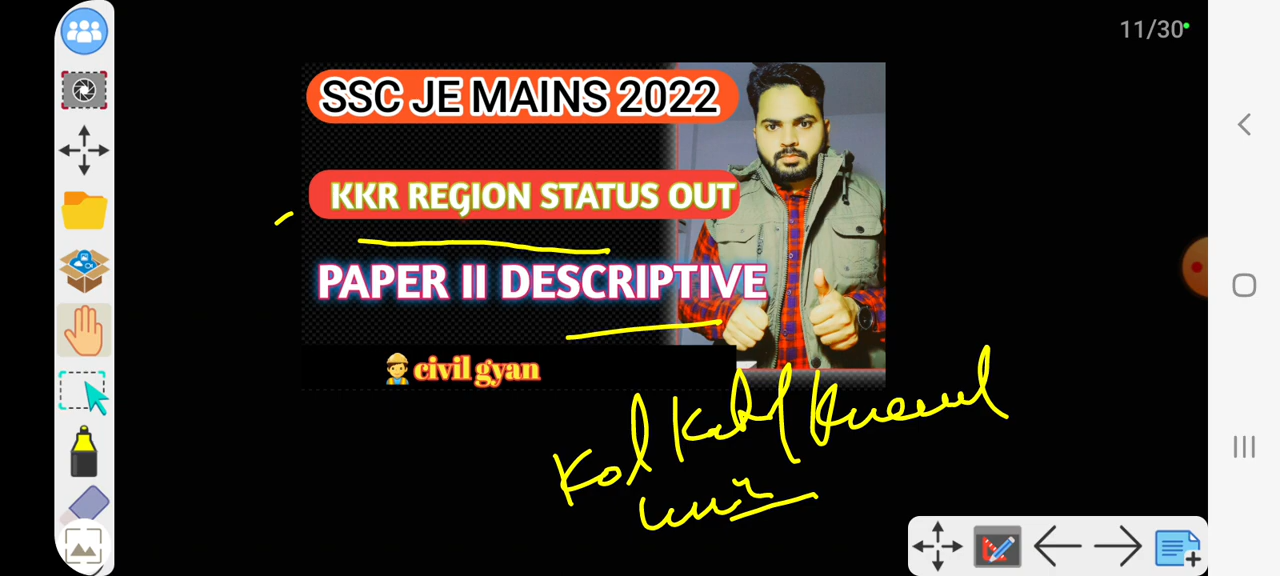 11/30
SSC JE MAINS 2022
KKR REGION STATUS OUT
PAPER II DESCRIPTIVE
civil gyan